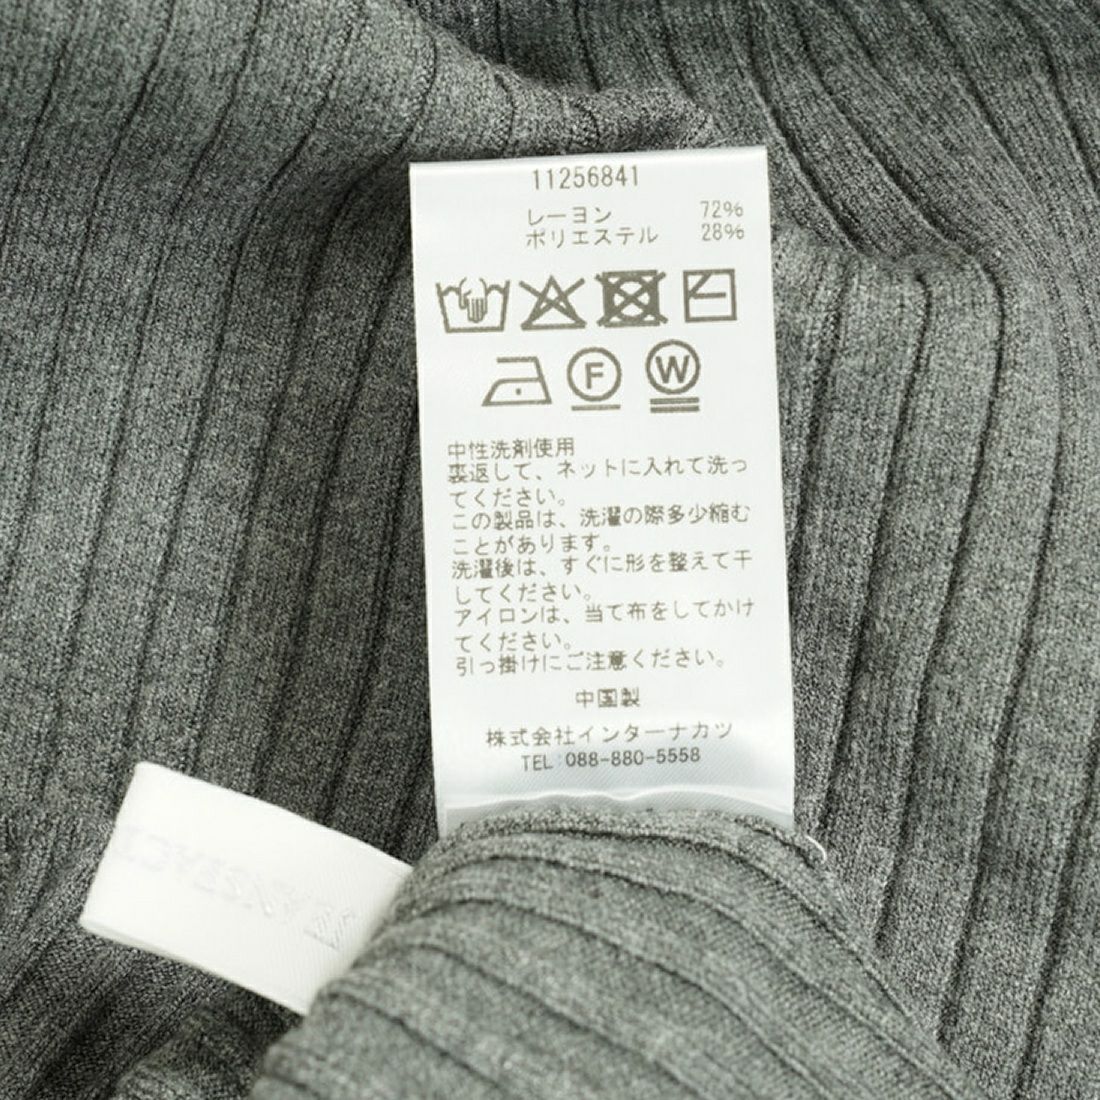 11256841
レーヨン 72%
ポリエステル 28%
F W
中性洗剤使用
裏返して、ネットに入れて洗っ
てください。
この製品は、洗濯の際多少縮む
ことがあります。
洗濯後は、すぐに形を整えて干
してください。
アイロンは、当て布をしてかけ
てください。
引っ掛けにご注意ください。
中国製
株式会社インターナカツ
TEL:088-880-5558